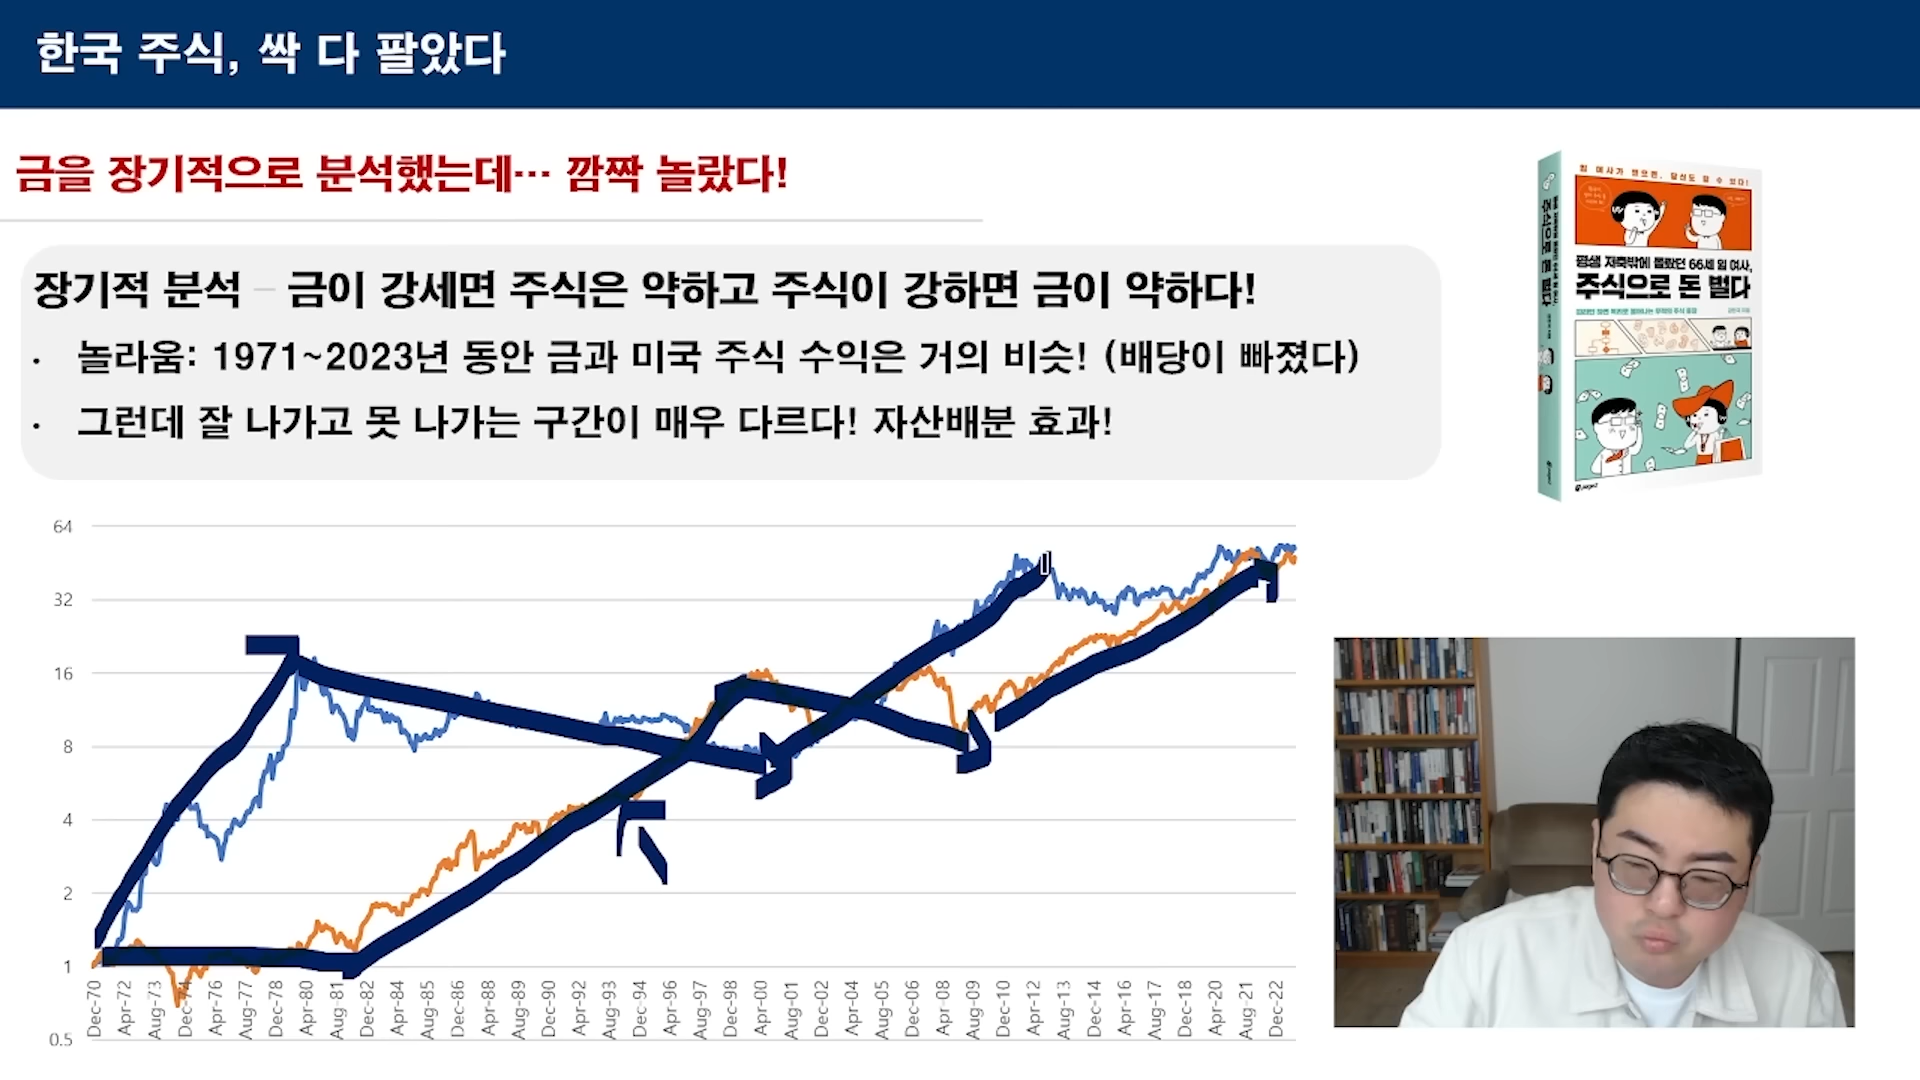 한국 주식, 싹 다 팔았다
금을 장기적으로 분석했는데… 깜짝 놀랐다!
장기적 분석 – 금이 강세면 주식은 약하고 주식이 강하면 금이 약하다!
· 놀라움: 1971~2023년 동안 금과 미국 주식 수익은 거의 비슷! (배당이 빠졌다)
· 그런데 잘 나가고 못 나가는 구간이 매우 다르다! 자산배분 효과!
평생 저축밖에 몰랐던 66세 임 여사,
주식으로 돈 벌다
주식으로 돈 벌다
64
32
16
8
4
2
1
0.5
Dec-70
Apr-72
Aug-73
Dec-74
Apr-76
Aug-77
Dec-78
Apr-80
Aug-81
Dec-82
Apr-84
Aug-85
Dec-86
Apr-88
Aug-89
Dec-90
Apr-92
Aug-93
Dec-94
Apr-96
Aug-97
Dec-98
Apr-00
Aug-01
Dec-02
Apr-04
Aug-05
Dec-06
Apr-08
Aug-09
Dec-10
Apr-12
Aug-13
Dec-14
Apr-16
Aug-17
Dec-18
Apr-20
Aug-21
Dec-22